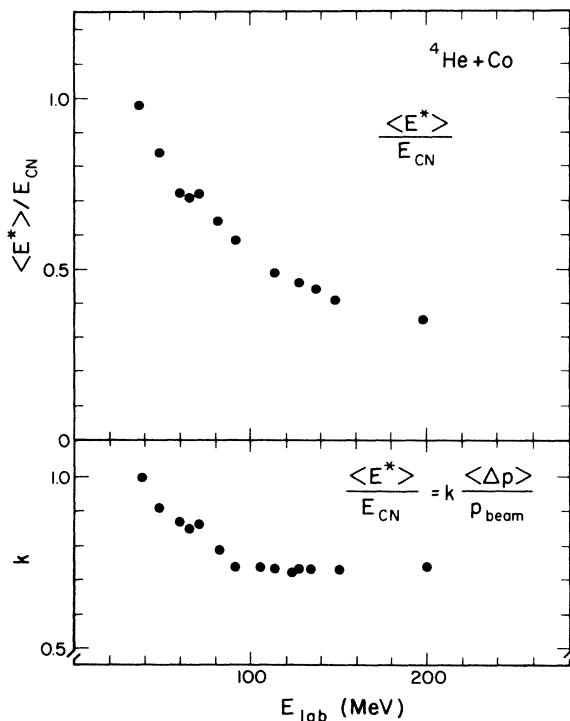 ⁴He + Co
<E*>
E_CN
<E*>/E_CN
1.0
0.5
0
<E*>/E_CN = k <Δp>/p_beam
k
1.0
0.5
100
200
E_lab (MeV)